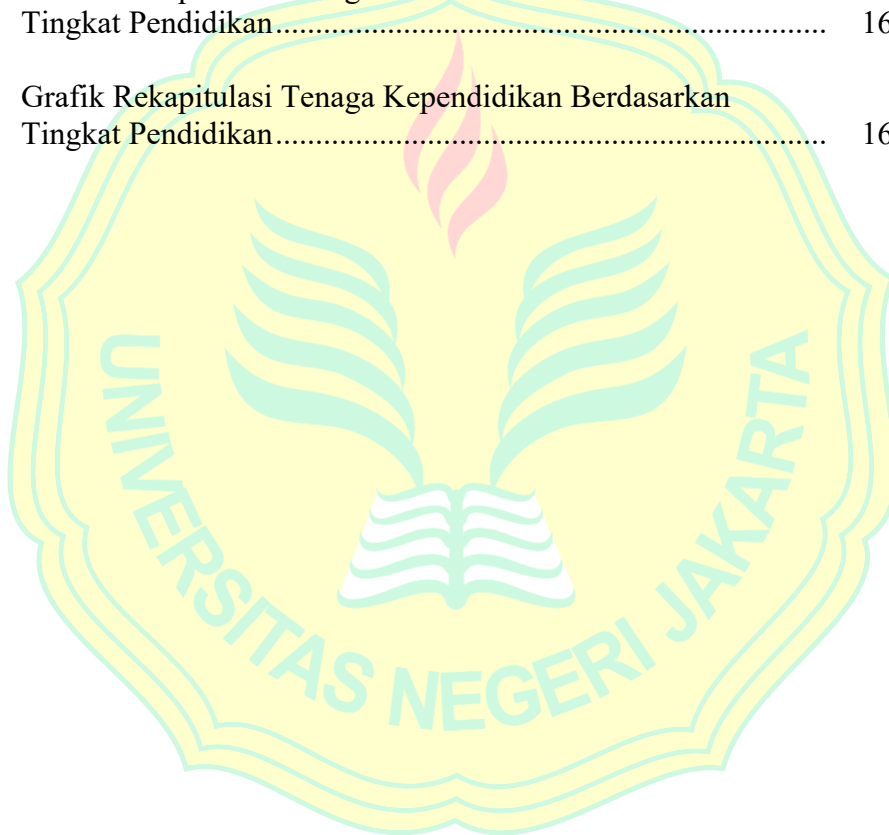 Tingkat Pendidikan..................................................................... 16
Grafik Rekapitulasi Tenaga Kependidikan Berdasarkan
Tingkat Pendidikan..................................................................... 16
UNIVERSITAS NEGERI JAKARTA